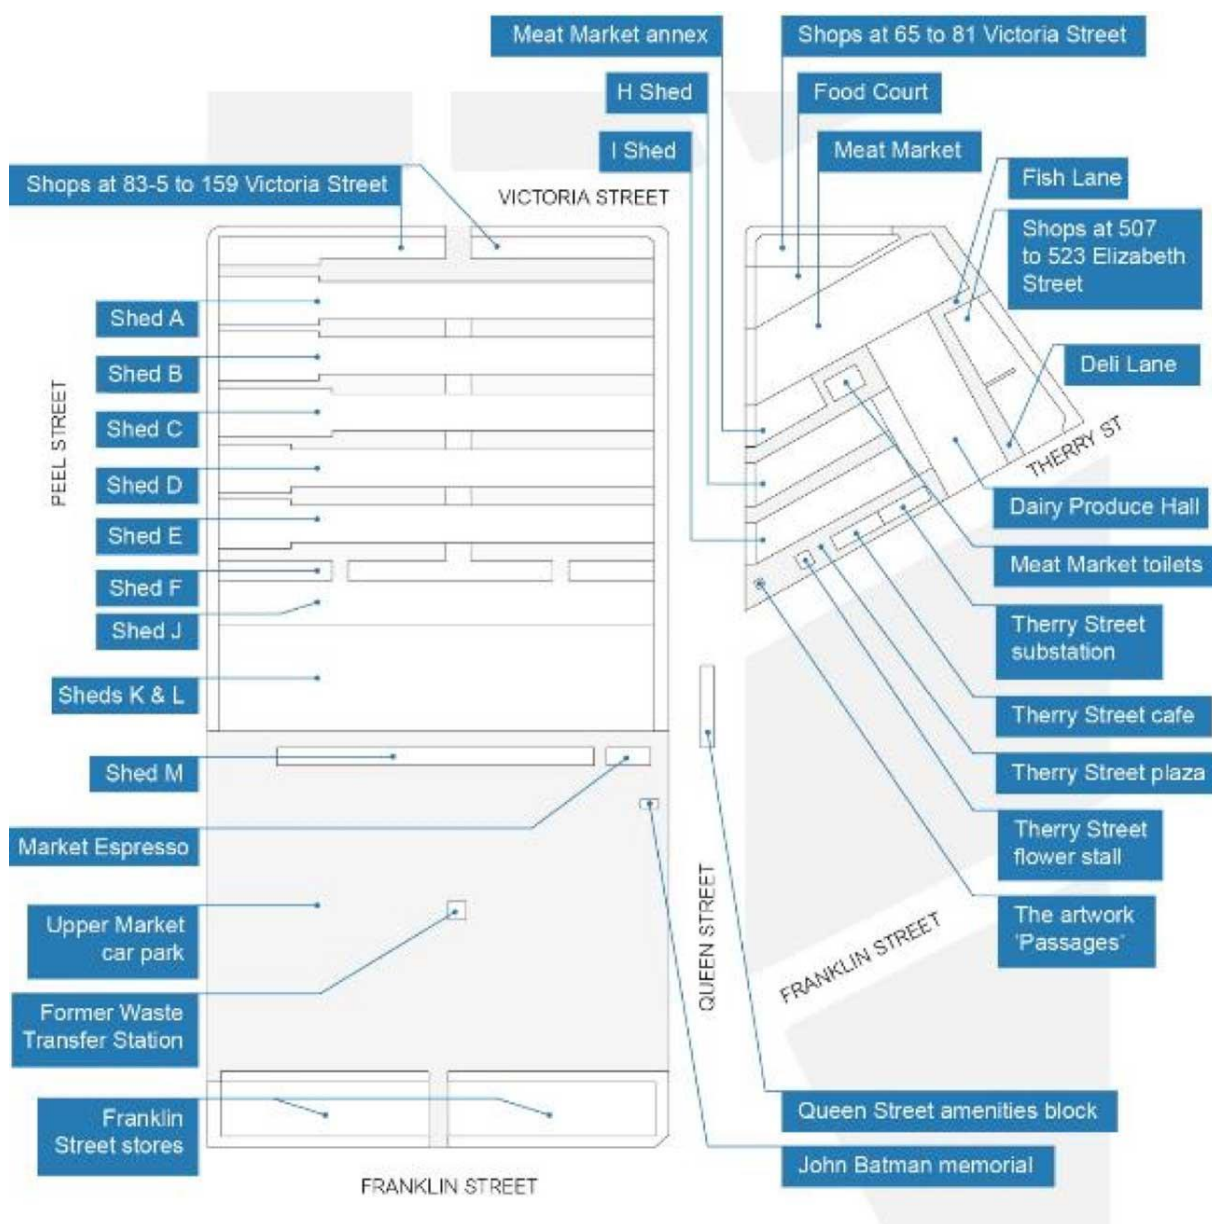 Meat Market annex
Shops at 65 to 81 Victoria Street
H Shed
Food Court
I Shed
Meat Market
Fish Lane
Shops at 83-5 to 159 Victoria Street
VICTORIA STREET
Shops at 507
to 523 Elizabeth
Street
Shed A
Deli Lane
Shed B
PEEL STREET
Shed C
THERRY ST
Shed D
Dairy Produce Hall
Shed E
Meat Market toilets
Shed F
Shed J
Therry Street
substation
Sheds K & L
Therry Street cafe
Shed M
Therry Street plaza
Market Espresso
Therry Street
flower stall
QUEEN STREET
Upper Market
car park
The artwork
'Passages'
FRANKLIN STREET
Former Waste
Transfer Station
Franklin
Street stores
Queen Street amenities block
John Batman memorial
FRANKLIN STREET